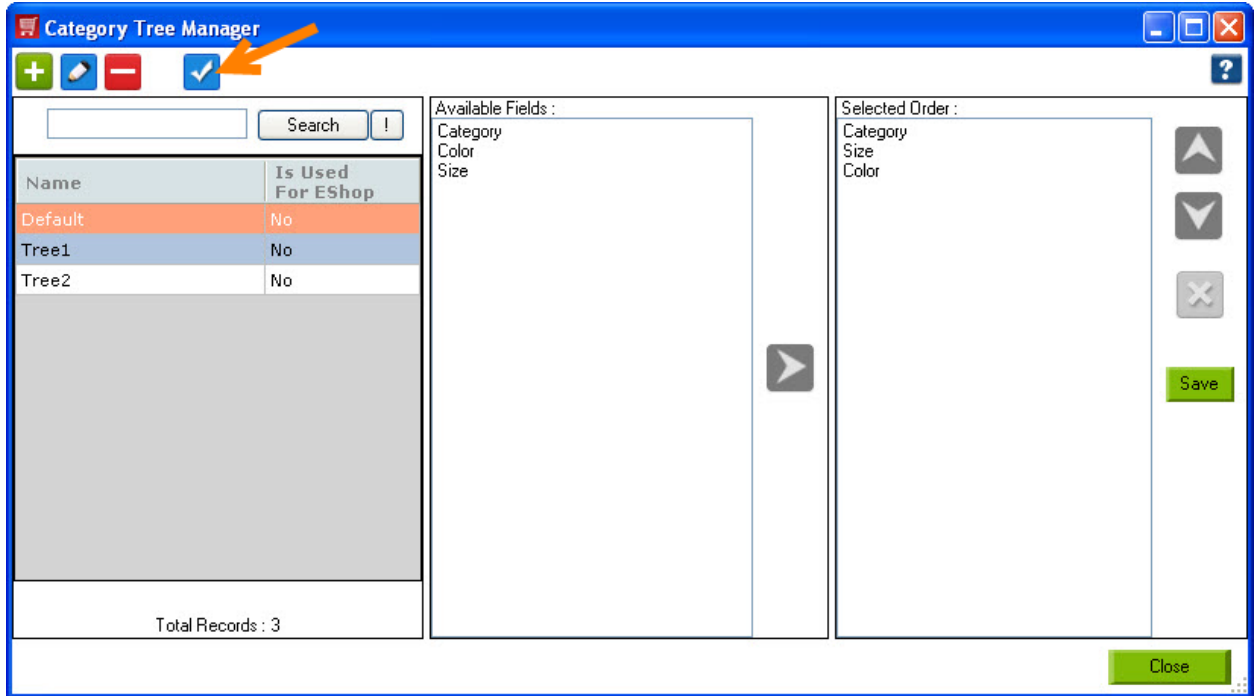 Category Tree Manager
?
Search !
Name Is Used
For EShop
Default No
Tree1 No
Tree2 No
Total Records : 3
Available Fields :
Category
Color
Size
Selected Order :
Category
Size
Color
Save
Close